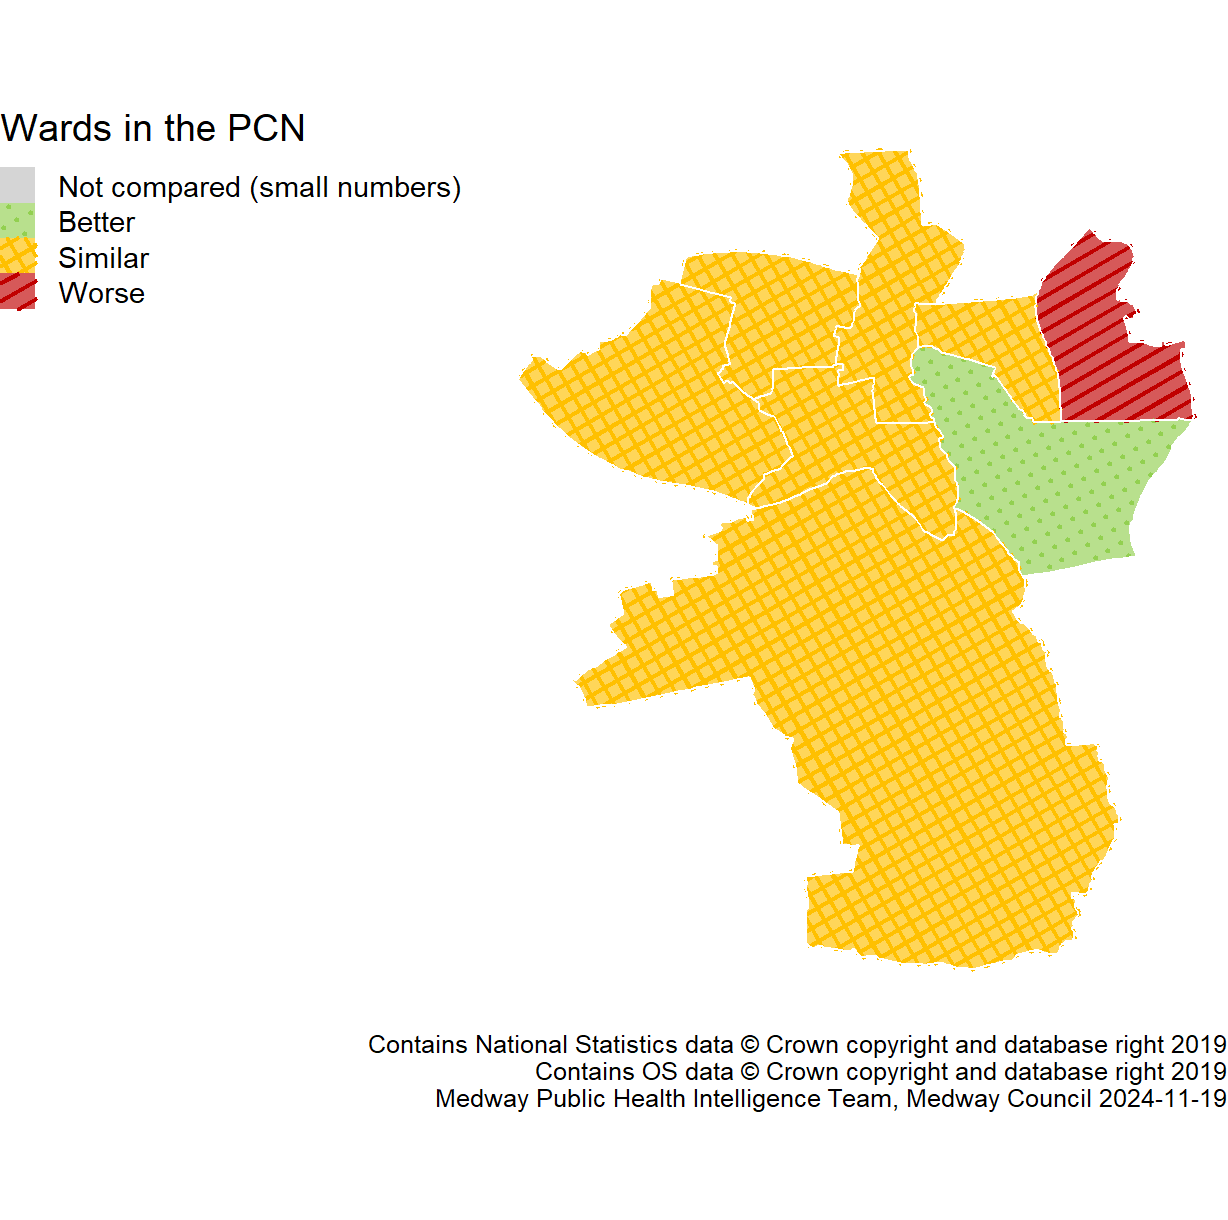 Wards in the PCN
Not compared (small numbers)
Better
Similar
Worse
Contains National Statistics data © Crown copyright and database right 2019
Contains OS data © Crown copyright and database right 2019
Medway Public Health Intelligence Team, Medway Council 2024-11-19